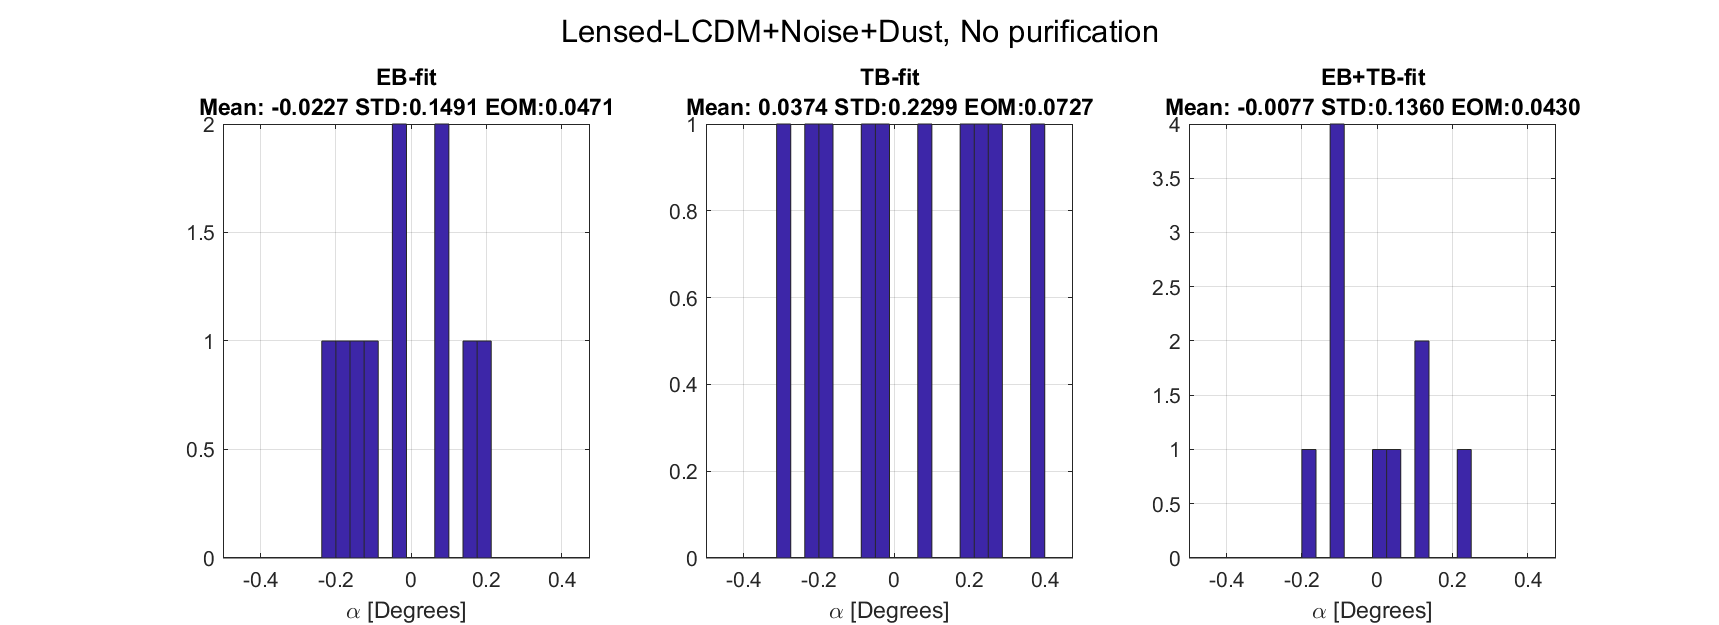 Lensed-LCDM+Noise+Dust, No purification
EB-fit
Mean: -0.0227 STD:0.1491 EOM:0.0471
2
1.5
1
0.5
0
-0.4 -0.2 0 0.2 0.4
α [Degrees]
TB-fit
Mean: 0.0374 STD:0.2299 EOM:0.0727
1
0.8
0.6
0.4
0.2
0
-0.4 -0.2 0 0.2 0.4
α [Degrees]
EB+TB-fit
Mean: -0.0077 STD:0.1360 EOM:0.0430
4
3.5
3
2.5
2
1.5
1
0.5
0
-0.4 -0.2 0 0.2 0.4
α [Degrees]